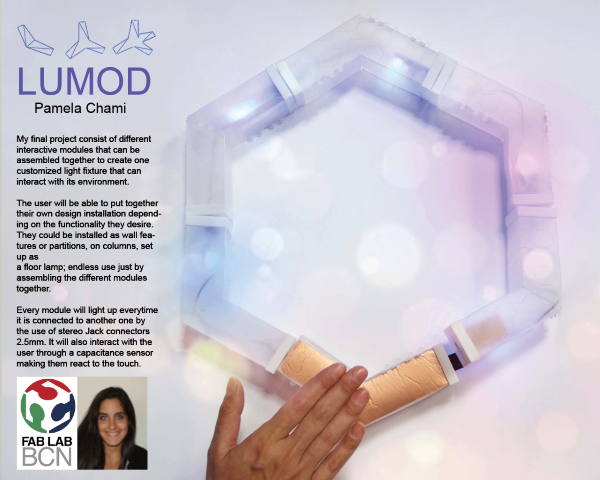 LUMOD
Pamela Chami
My final project consist of different
interactive modules that can be
assembled together to create one
customized light fixture that can
interact with its environment.
The user will be able to put together
their own design installation depend-
ing on the functionality they desire.
They could be installed as wall fea-
tures or partitions, on columns, set
up as
a floor lamp; endless use just by
assembling the different modules
together.
Every module will light up everytime
it is connected to another one by
the use of stereo Jack connectors
2.5mm. It will also interact with the
user through a capacitance sensor
making them react to the touch.
FAB LAB
BCN